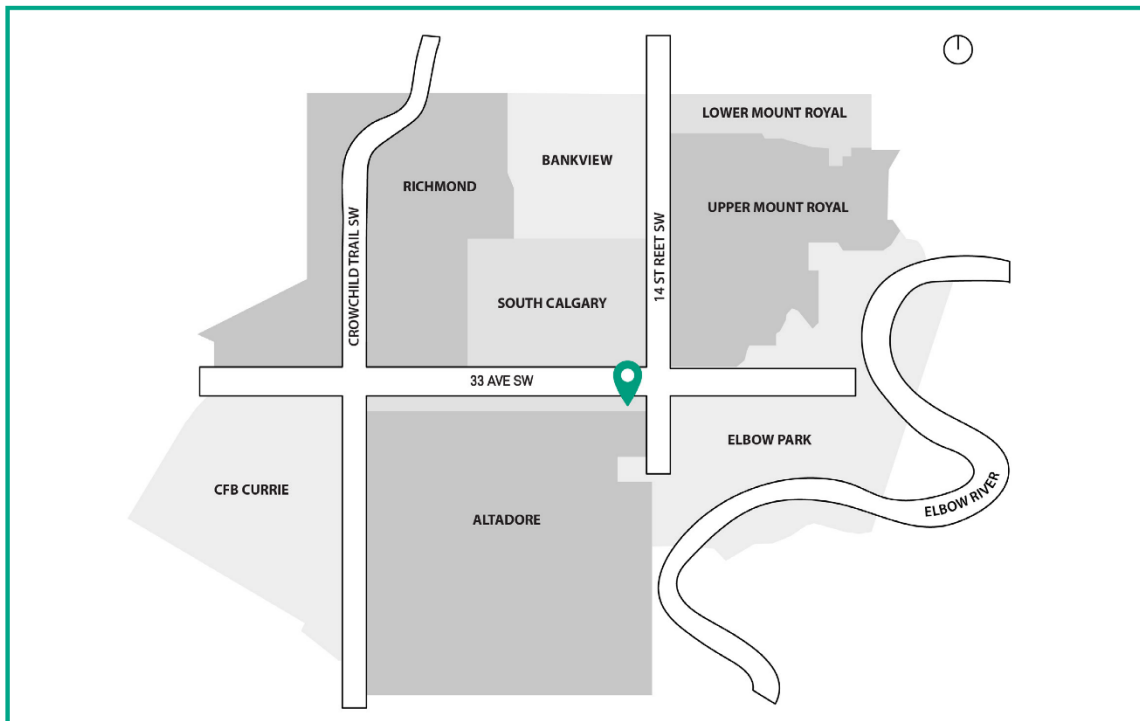 LOWER MOUNT ROYAL
BANKVIEW
RICHMOND
UPPER MOUNT ROYAL
CROWCHILD TRAIL SW
14 ST REET SW
SOUTH CALGARY
33 AVE SW
ELBOW PARK
CFB CURRIE
ELBOW RIVER
ALTADORE